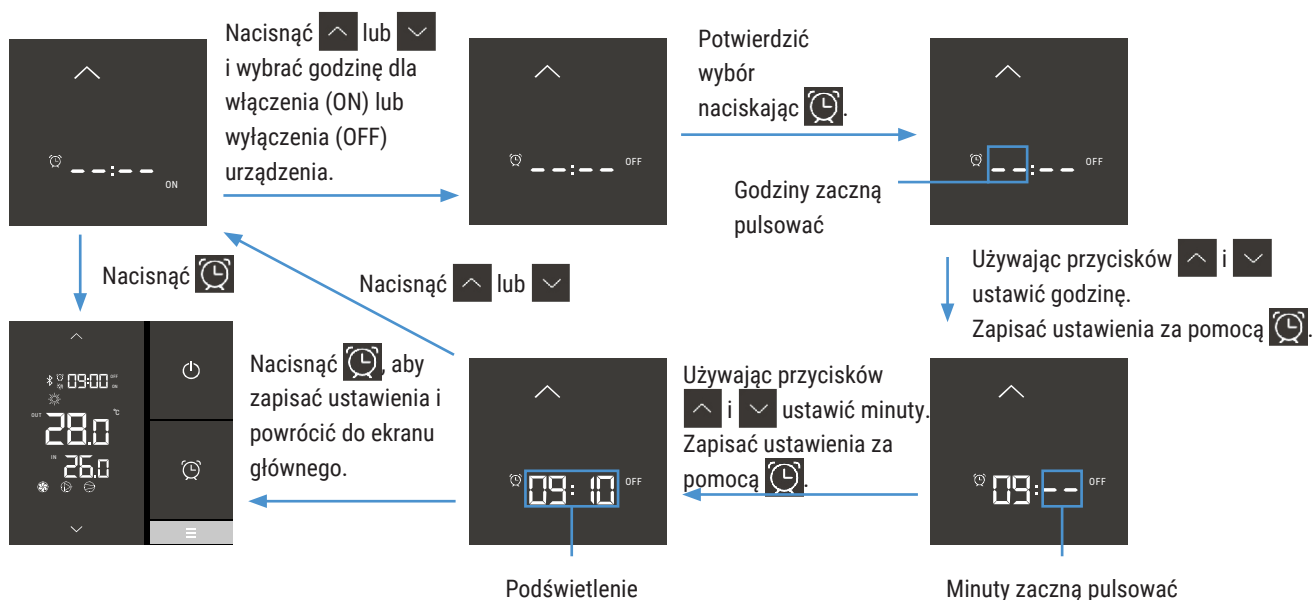 Nacisnąć lub
i wybrać godzinę dla
włączenia (ON) lub
wyłączenia (OFF)
urządzenia.
--:--
ON
--:--
OFF
Potwierdzić
wybór
naciskając .
--:--
OFF
Godziny zaczną
pulsować
Używając przycisków i
ustawić godzinę.
Zapisać ustawienia za pomocą .
Nacisnąć
Nacisnąć lub
09:00 OFF
ON
OUT 28.0 °C
IN 26.0
Nacisnąć , aby
zapisać ustawienia i
powrócić do ekranu
głównego.
09:10 OFF
Podświetlenie
Używając przycisków
i ustawić minuty.
Zapisać ustawienia za
pomocą .
09:-- OFF
Minuty zaczną pulsować